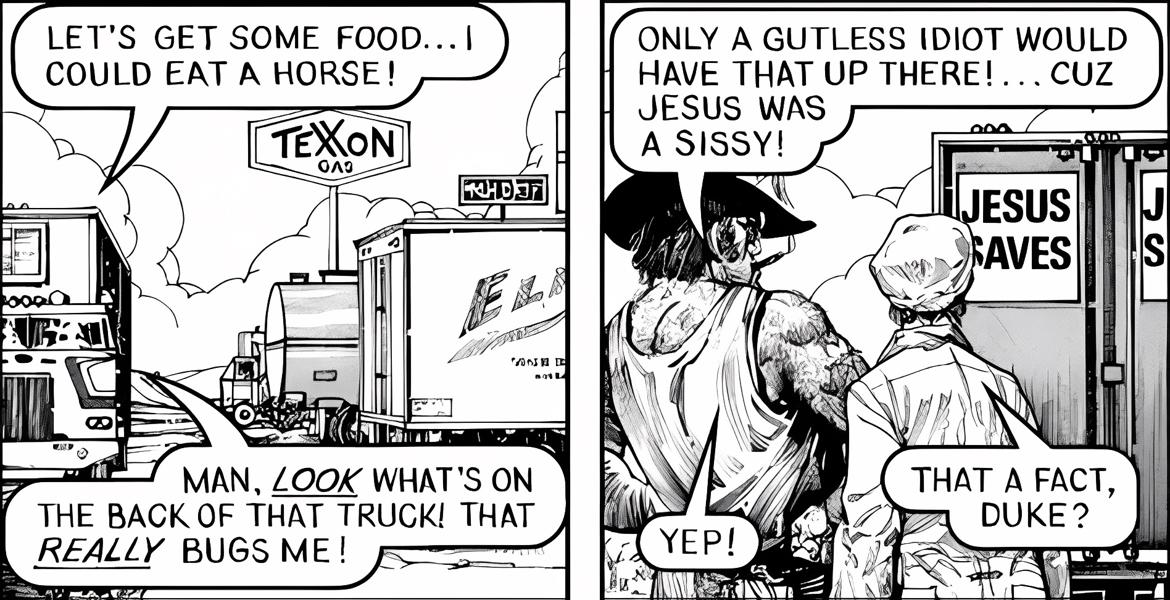 LET'S GET SOME FOOD...I
COULD EAT A HORSE!
TEXXON
MAN, LOOK WHAT'S ON
THE BACK OF THAT TRUCK! THAT
REALLY BUGS ME!
ONLY A GUTLESS IDIOT WOULD
HAVE THAT UP THERE!... CUZ
JESUS WAS
A SISSY!
JESUS
SAVES
J
S
THAT A FACT,
DUKE?
YEP!